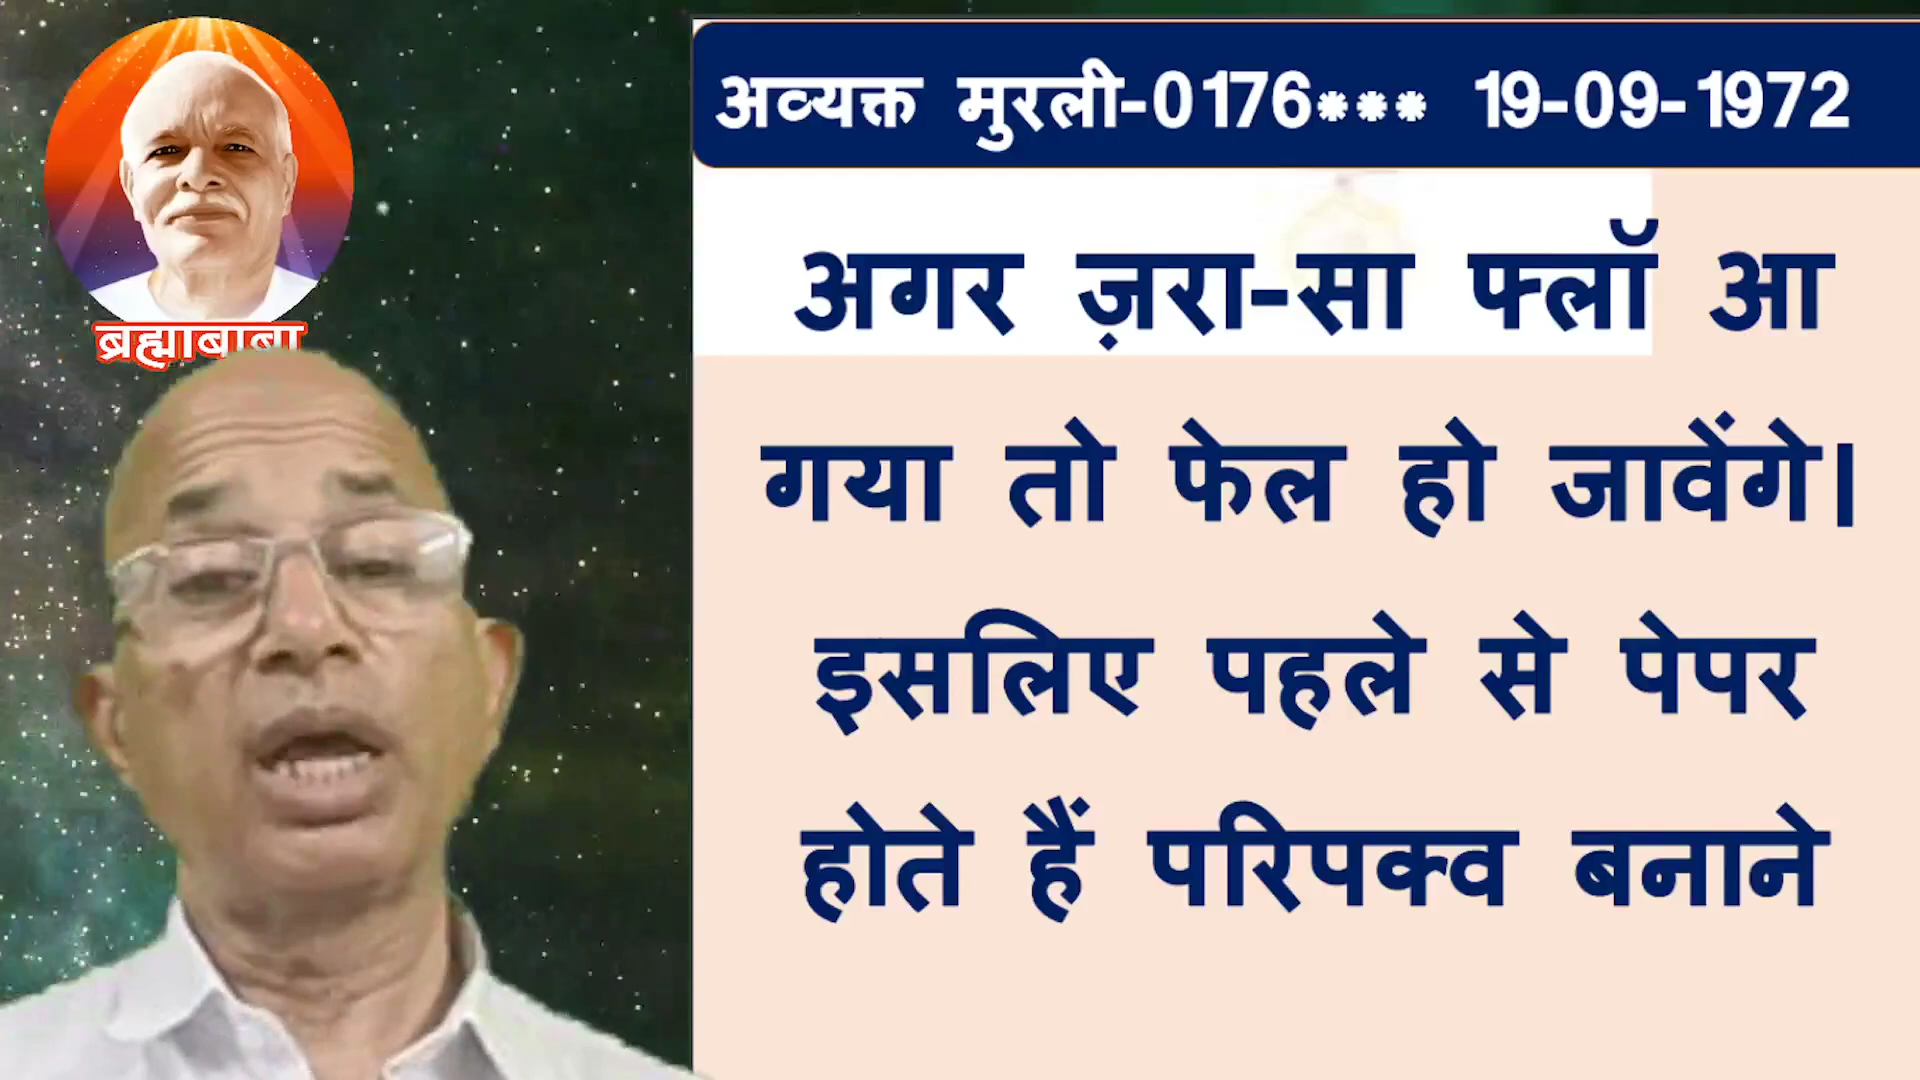 ब्रह्माबाबा
अव्यक्त मुरली-0176*** 19-09-1972
अगर ज़रा-सा फ्लॉ आ
गया तो फेल हो जावेंगे।
इसलिए पहले से पेपर
होते हैं परिपक्व बनाने